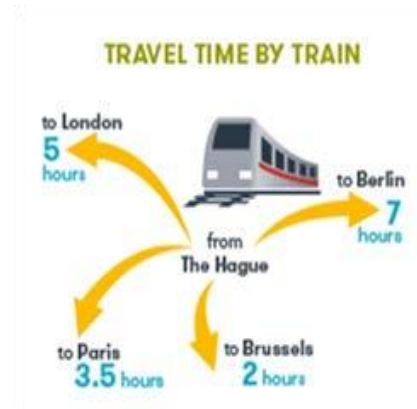 TRAVEL TIME BY TRAIN
to London
5
hours
to Berlin
7
hours
from
The Hague
to Paris
3.5 hours
to Brussels
2 hours